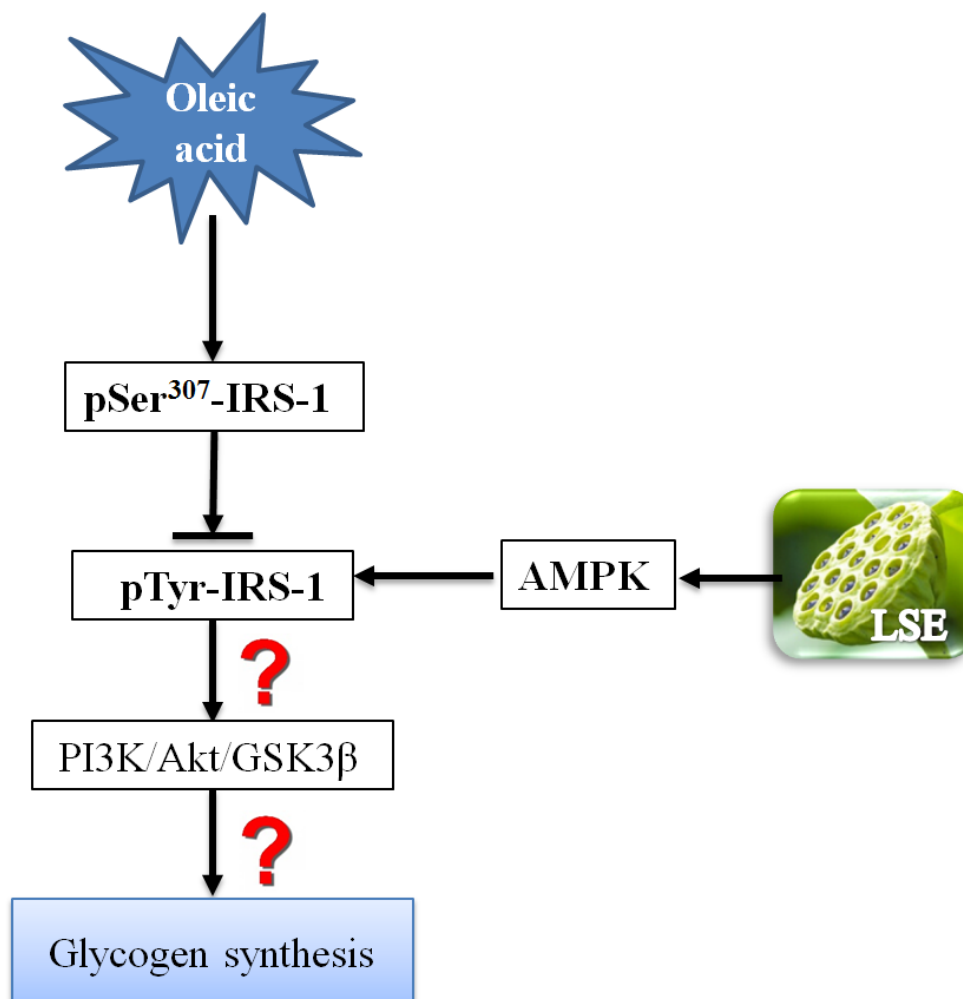 Oleic
acid
pSer³⁰⁷-IRS-1
pTyr-IRS-1
AMPK
LSE
?
PI3K/Akt/GSK3β
?
Glycogen synthesis